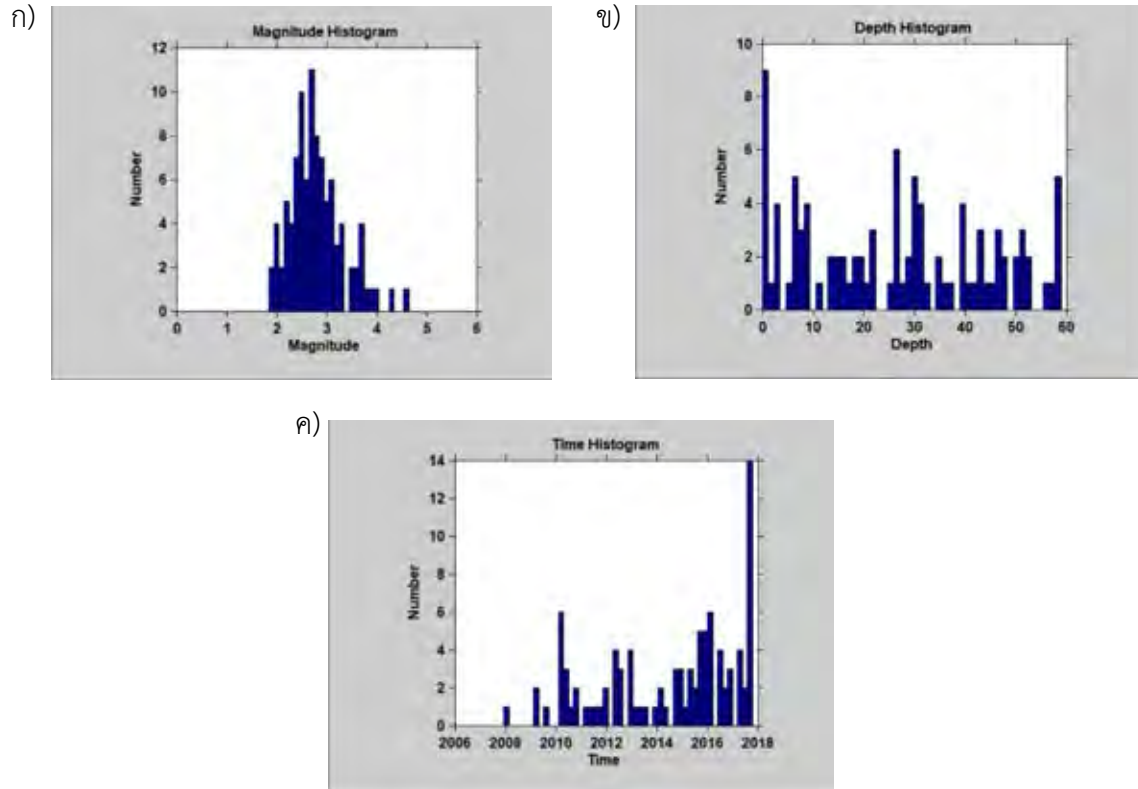 ก)
Magnitude Histogram
12
10
8
6
4
2
0
Number
0 1 2 3 4 5 6
Magnitude
ข)
Depth Histogram
10
8
6
4
2
0
Number
0 10 20 30 40 50 60
Depth
ค)
Time Histogram
14
12
10
8
6
4
2
0
Number
2006 2008 2010 2012 2014 2016 2018
Time